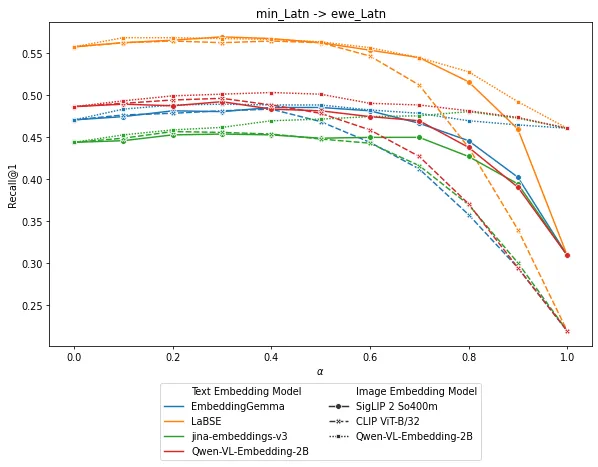 min_Latn -> ewe_Latn
Recall@1
0.55
0.50
0.45
0.40
0.35
0.30
0.25
0.0 0.2 0.4 0.6 0.8 1.0
α
Text Embedding Model Image Embedding Model
EmbeddingGemma SigLIP 2 So400m
LaBSE CLIP ViT-B/32
jina-embeddings-v3 Qwen-VL-Embedding-2B
Qwen-VL-Embedding-2B